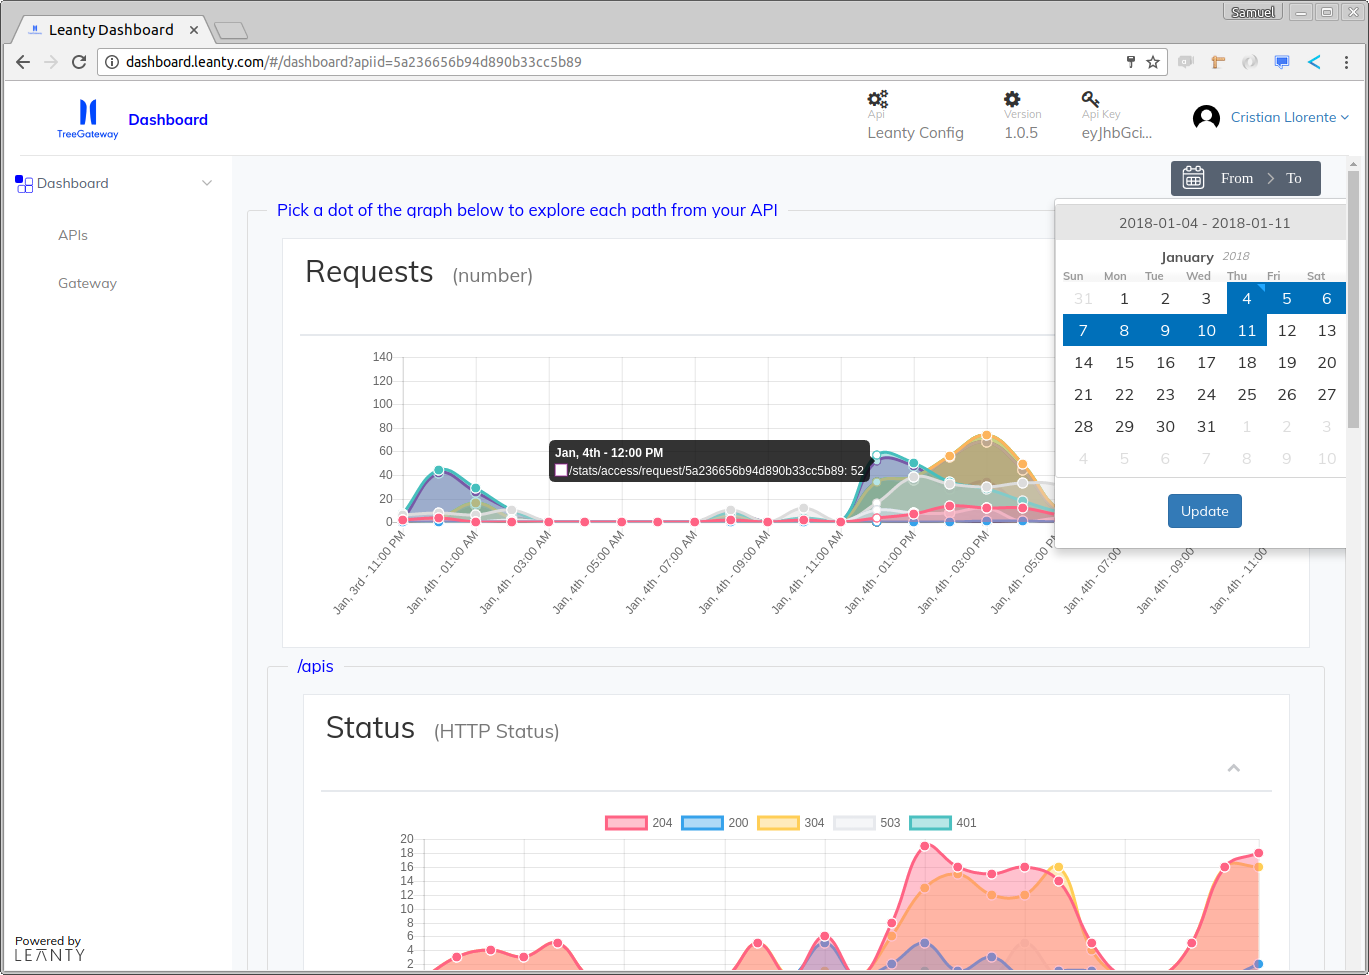 Samuel
Leanty Dashboard
dashboard.leanty.com/#/dashboard?apiid=5a236656b94d890b33cc5b89
TreeGateway
Dashboard
Api
Leanty Config
Version
1.0.5
Api Key
eyJhbGci...
Cristian Llorente
Dashboard
APIs
Gateway
From > To
2018-01-04 - 2018-01-11
January 2018
Sun Mon Tue Wed Thu Fri Sat
31 1 2 3 4 5 6
7 8 9 10 11 12 13
14 15 16 17 18 19 20
21 22 23 24 25 26 27
28 29 30 31 1 2 3
4 5 6 7 8 9 10
Update
Pick a dot of the graph below to explore each path from your API
Requests (number)
140
120
100
80
60
40
20
0
Jan, 4th - 12:00 PM
/stats/access/request/5a236656b94d890b33cc5b89: 52
Jan, 3rd - 11:00 PM
Jan, 4th - 01:00 AM
Jan, 4th - 03:00 AM
Jan, 4th - 05:00 AM
Jan, 4th - 07:00 AM
Jan, 4th - 09:00 AM
Jan, 4th - 11:00 AM
Jan, 4th - 01:00 PM
Jan, 4th - 03:00 PM
Jan, 4th - 05:00 PM
Jan, 4th - 07:00
Jan, 4th - 09:00
Jan, 4th - 11:00
/apis
Status (HTTP Status)
204 200 304 503 401
20
18
16
14
12
10
8
6
4
2
Powered by
LEANTY